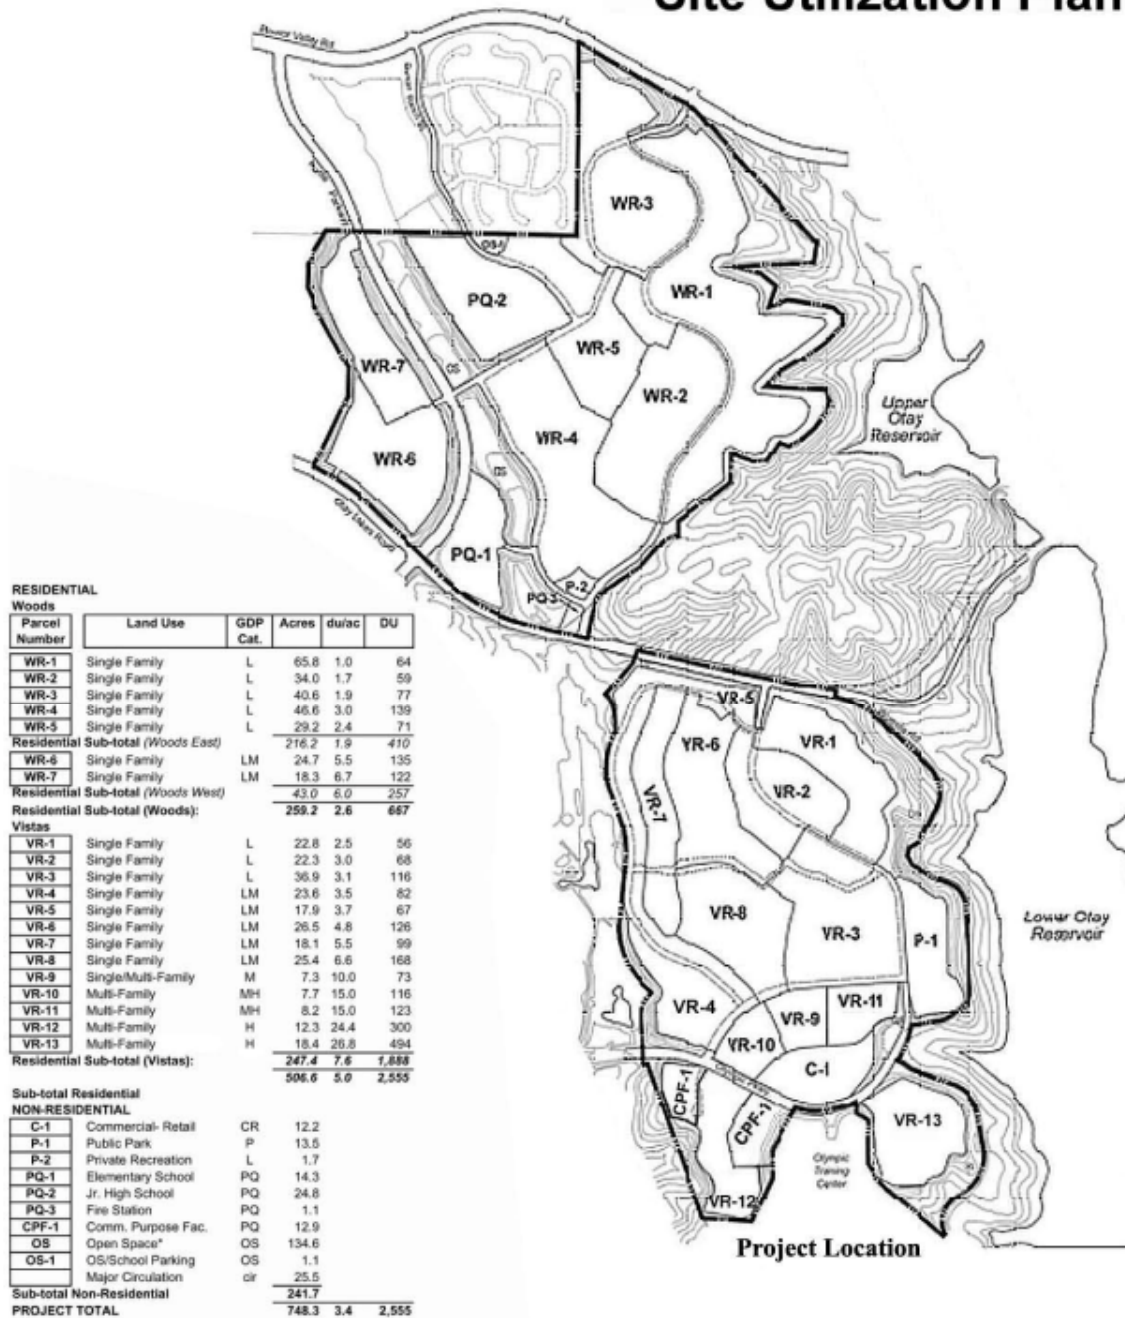 Site Utilization Plan
WR-3
OS-1
WR-1
PQ-2
WR-5
WR-7
OS
WR-2
Upper
Otay
Reservoir
WR-4
WR-6
OS
Otay Lakes Road
PQ-1
P-2
PQ-3
VR-5
VR-6
VR-1
VR-2
VR-7
VR-8
VR-3
P-1
Lower Otay
Reservoir
VR-4
VR-9
VR-11
VR-10
C-1
CPF-1
CPF-1
VR-13
Olympic
Training
Center
VR-12
Project Location
RESIDENTIAL
Woods
Parcel Number Land Use GDP Cat. Acres du/ac DU
WR-1 Single Family L 65.8 1.0 64
WR-2 Single Family L 34.0 1.7 59
WR-3 Single Family L 40.6 1.9 77
WR-4 Single Family L 46.6 3.0 139
WR-5 Single Family L 29.2 2.4 71
Residential Sub-total (Woods East) 216.2 1.9 410
WR-6 Single Family LM 24.7 5.5 135
WR-7 Single Family LM 18.3 6.7 122
Residential Sub-total (Woods West) 43.0 6.0 257
Residential Sub-total (Woods): 259.2 2.6 667
Vistas
VR-1 Single Family L 22.8 2.5 56
VR-2 Single Family L 22.3 3.0 68
VR-3 Single Family L 36.9 3.1 116
VR-4 Single Family LM 23.6 3.5 82
VR-5 Single Family LM 17.9 3.7 67
VR-6 Single Family LM 26.5 4.8 126
VR-7 Single Family LM 18.1 5.5 99
VR-8 Single Family LM 25.4 6.6 168
VR-9 Single/Multi-Family M 7.3 10.0 73
VR-10 Multi-Family MH 7.7 15.0 116
VR-11 Multi-Family MH 8.2 15.0 123
VR-12 Multi-Family H 12.3 24.4 300
VR-13 Multi-Family H 18.4 26.8 494
Residential Sub-total (Vistas): 247.4 7.6 1,888
506.6 5.0 2,555
Sub-total Residential
NON-RESIDENTIAL
C-1 Commercial- Retail CR 12.2
P-1 Public Park P 13.5
P-2 Private Recreation L 1.7
PQ-1 Elementary School PQ 14.3
PQ-2 Jr. High School PQ 24.8
PQ-3 Fire Station PQ 1.1
CPF-1 Comm. Purpose Fac. PQ 12.9
OS Open Space* OS 134.6
OS-1 OS/School Parking OS 1.1
Major Circulation cir 25.5
Sub-total Non-Residential 241.7
PROJECT TOTAL 748.3 3.4 2,555